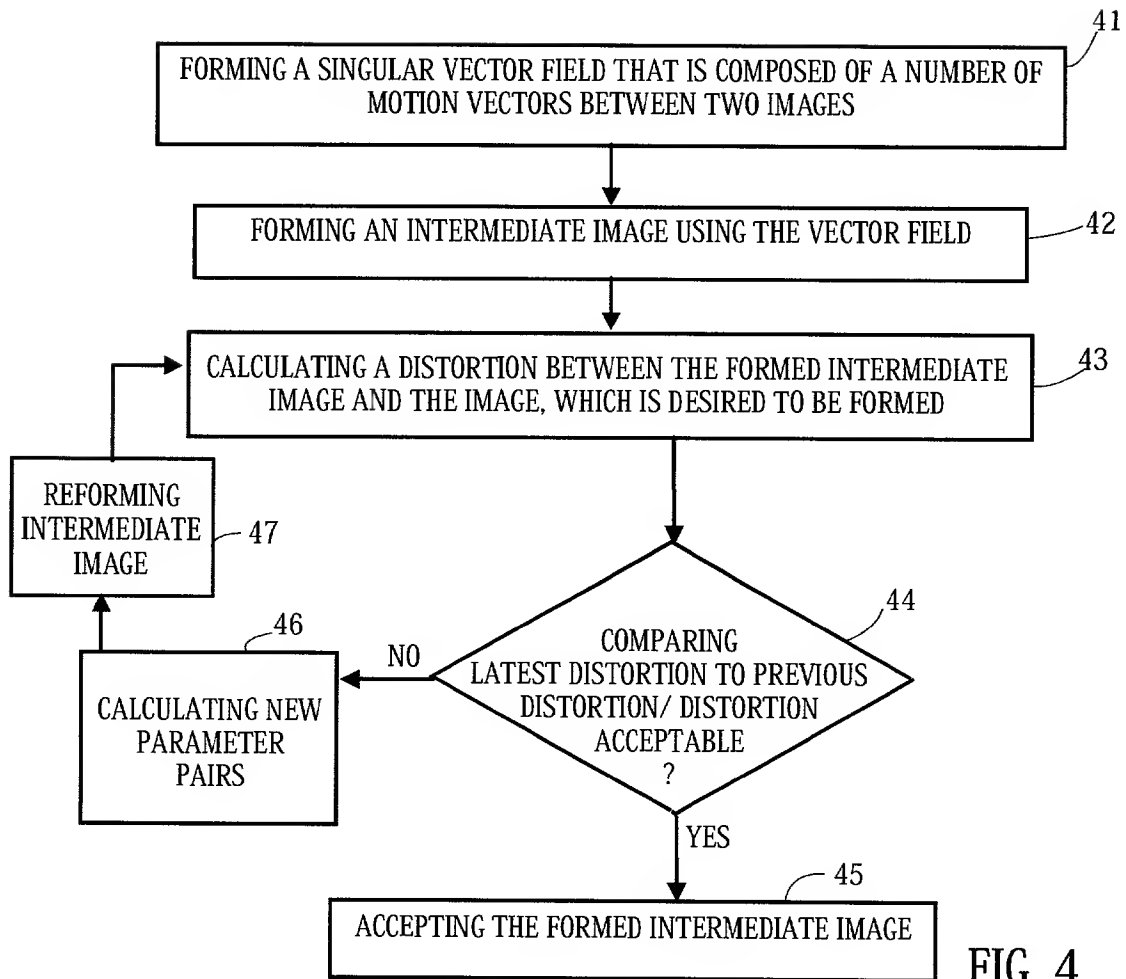 41
FORMING A SINGULAR VECTOR FIELD THAT IS COMPOSED OF A NUMBER OF
MOTION VECTORS BETWEEN TWO IMAGES
FORMING AN INTERMEDIATE IMAGE USING THE VECTOR FIELD
42
CALCULATING A DISTORTION BETWEEN THE FORMED INTERMEDIATE
IMAGE AND THE IMAGE, WHICH IS DESIRED TO BE FORMED
43
REFORMING
INTERMEDIATE
IMAGE
47
44
COMPARING
LATEST DISTORTION TO PREVIOUS
DISTORTION/ DISTORTION
ACCEPTABLE
?
46
NO
CALCULATING NEW
PARAMETER
PAIRS
YES
45
ACCEPTING THE FORMED INTERMEDIATE IMAGE
FIG. 4